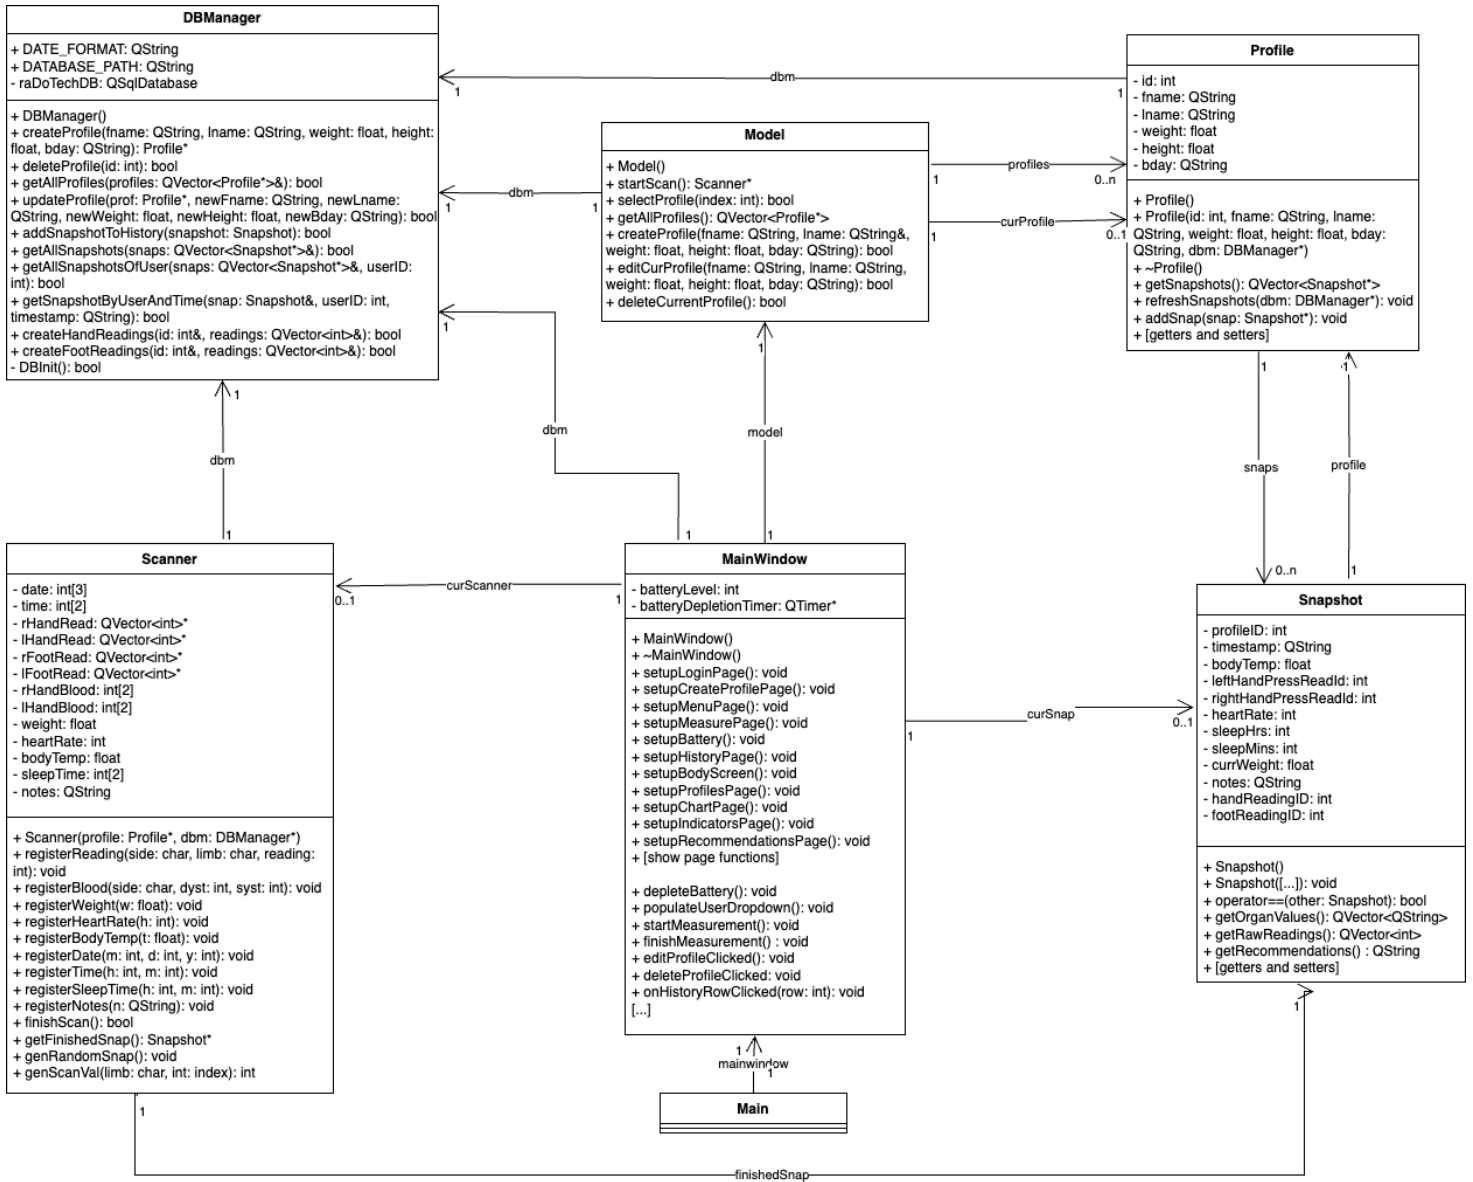 DBManager
+ DATE_FORMAT: QString
+ DATABASE_PATH: QString
- raDoTechDB: QSqlDatabase
+ DBManager()
+ createProfile(fname: QString, lname: QString, weight: float, height:
float, bday: QString): Profile*
+ deleteProfile(id: int): bool
+ getAllProfiles(profiles: QVector<Profile*>&): bool
+ updateProfile(prof: Profile*, newFname: QString, newLname:
QString, newWeight: float, newHeight: float, newBday: QString): bool
+ addSnapshotToHistory(snapshot: Snapshot): bool
+ getAllSnapshots(snaps: QVector<Snapshot*>&): bool
+ getAllSnapshotsOfUser(snaps: QVector<Snapshot*>&, userID:
int): bool
+ getSnapshotByUserAndTime(snap: Snapshot&, userID: int,
timestamp: QString): bool
+ createHandReadings(id: int&, readings: QVector<int>&): bool
+ createFootReadings(id: int&, readings: QVector<int>&): bool
- DBInit(): bool
dbm
1
1
Profile
- id: int
- fname: QString
- lname: QString
- weight: float
- height: float
- bday: QString
+ Profile()
+ Profile(id: int, fname: QString, lname:
QString, weight: float, height: float, bday:
QString, dbm: DBManager*)
+ ~Profile()
+ getSnapshots(): QVector<Snapshot*>
+ refreshSnapshots(dbm: DBManager*): void
+ addSnap(snap: Snapshot*): void
+ [getters and setters]
Model
+ Model()
+ startScan(): Scanner*
+ selectProfile(index: int): bool
+ getAllProfiles(): QVector<Profile*>
+ createProfile(fname: QString, lname: QString&,
weight: float, height: float, bday: QString): bool
+ editCurProfile(fname: QString, lname: QString,
weight: float, height: float, bday: QString): bool
+ deleteCurrentProfile(): bool
dbm
1
1
profiles
1
0..n
curProfile
1
0..1
1
dbm
1
1
model
1
1
dbm
1
1
snaps
0..n
1
profile
1
Scanner
- date: int[3]
- time: int[2]
- rHandRead: QVector<int>*
- lHandRead: QVector<int>*
- rFootRead: QVector<int>*
- lFootRead: QVector<int>*
- rHandBlood: int[2]
- lHandBlood: int[2]
- weight: float
- heartRate: int
- bodyTemp: float
- sleepTime: int[2]
- notes: QString
+ Scanner(profile: Profile*, dbm: DBManager*)
+ registerReading(side: char, limb: char, reading:
int): void
+ registerBlood(side: char, dyst: int, syst: int): void
+ registerWeight(w: float): void
+ registerHeartRate(h: int): void
+ registerBodyTemp(t: float): void
+ registerDate(m: int, d: int, y: int): void
+ registerTime(h: int, m: int): void
+ registerSleepTime(h: int, m: int): void
+ registerNotes(n: QString): void
+ finishScan(): bool
+ getFinishedSnap(): Snapshot*
+ genRandomSnap(): void
+ genScanVal(limb: char, int: index): int
curScanner
0..1
1
MainWindow
- batteryLevel: int
- batteryDepletionTimer: QTimer*
+ MainWindow()
+ ~MainWindow()
+ setupLoginPage(): void
+ setupCreateProfilePage(): void
+ setupMenuPage(): void
+ setupMeasurePage(): void
+ setupBattery(): void
+ setupHistoryPage(): void
+ setupBodyScreen(): void
+ setupProfilesPage(): void
+ setupChartPage(): void
+ setupIndicatorsPage(): void
+ setupRecommendationsPage(): void
+ [show page functions]
+ depleteBattery(): void
+ populateUserDropdown(): void
+ startMeasurement(): void
+ finishMeasurement() : void
+ editProfileClicked(): void
+ deleteProfileClicked: void
+ onHistoryRowClicked(row: int): void
[...]
curSnap
1
0..1
Snapshot
- profileID: int
- timestamp: QString
- bodyTemp: float
- leftHandPressReadId: int
- rightHandPressReadId: int
- heartRate: int
- sleepHrs: int
- sleepMins: int
- currWeight: float
- notes: QString
- handReadingID: int
- footReadingID: int
+ Snapshot()
+ Snapshot([...]): void
+ operator==(other: Snapshot): bool
+ getOrganValues(): QVector<QString>
+ getRawReadings(): QVector<int>
+ getRecommendations() : QString
+ [getters and setters]
1
mainwindow
1
Main
1
finishedSnap
1